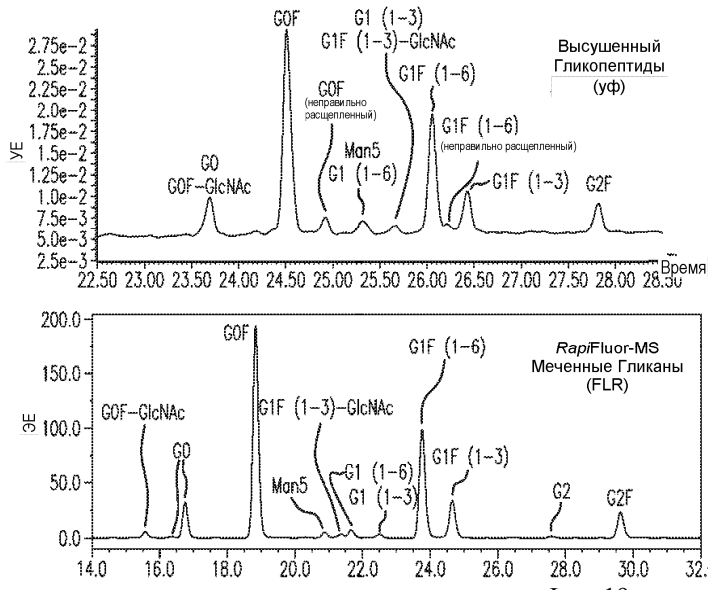 G0F
G1 (1-3)
G1F (1-3)-GlcNAc
G1F (1-6)
Высушенный
Гликопептиды
(уф)
G0F
(неправильно
расщепленный)
Man5
G1 (1-6)
G1F (1-6)
(неправильно расщепленный)
G1F (1-3)
G2F
G0
G0F-GlcNAc
УЕ
2.75e-2
2.5e-2
2.25e-2
2.0e-2
1.75e-2
1.5e-2
1.2e-2
1.0e-2
7.5e-3
5.0e-3
2.5e-3
22.50 23.00 23.50 24.00 24.50 25.00 25.50 26.00 26.50 27.00 27.50 28.00 28.50
Время
200.0
150.0
100.0
50.0
0.0
ЭЕ
G0F
G1F (1-6)
RapiFluor-MS
Меченные Гликаны
(FLR)
G0F-GlcNAc
G1F (1-3)-GlcNAc
G0
Man5
G1 (1-6)
G1 (1-3)
G1F (1-3)
G2
G2F
14.0 16.0 18.0 20.0 22.0 24.0 26.0 28.0 30.0 32.0